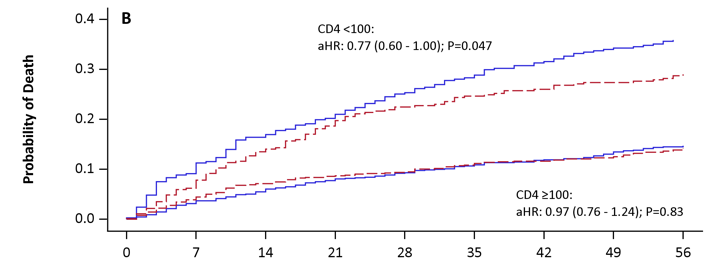 B
CD4 <100:
aHR: 0.77 (0.60 - 1.00); P=0.047
Probability of Death
0.4
0.3
0.2
0.1
0.0
CD4 ≥100:
aHR: 0.97 (0.76 - 1.24); P=0.83
0 7 14 21 28 35 42 49 56